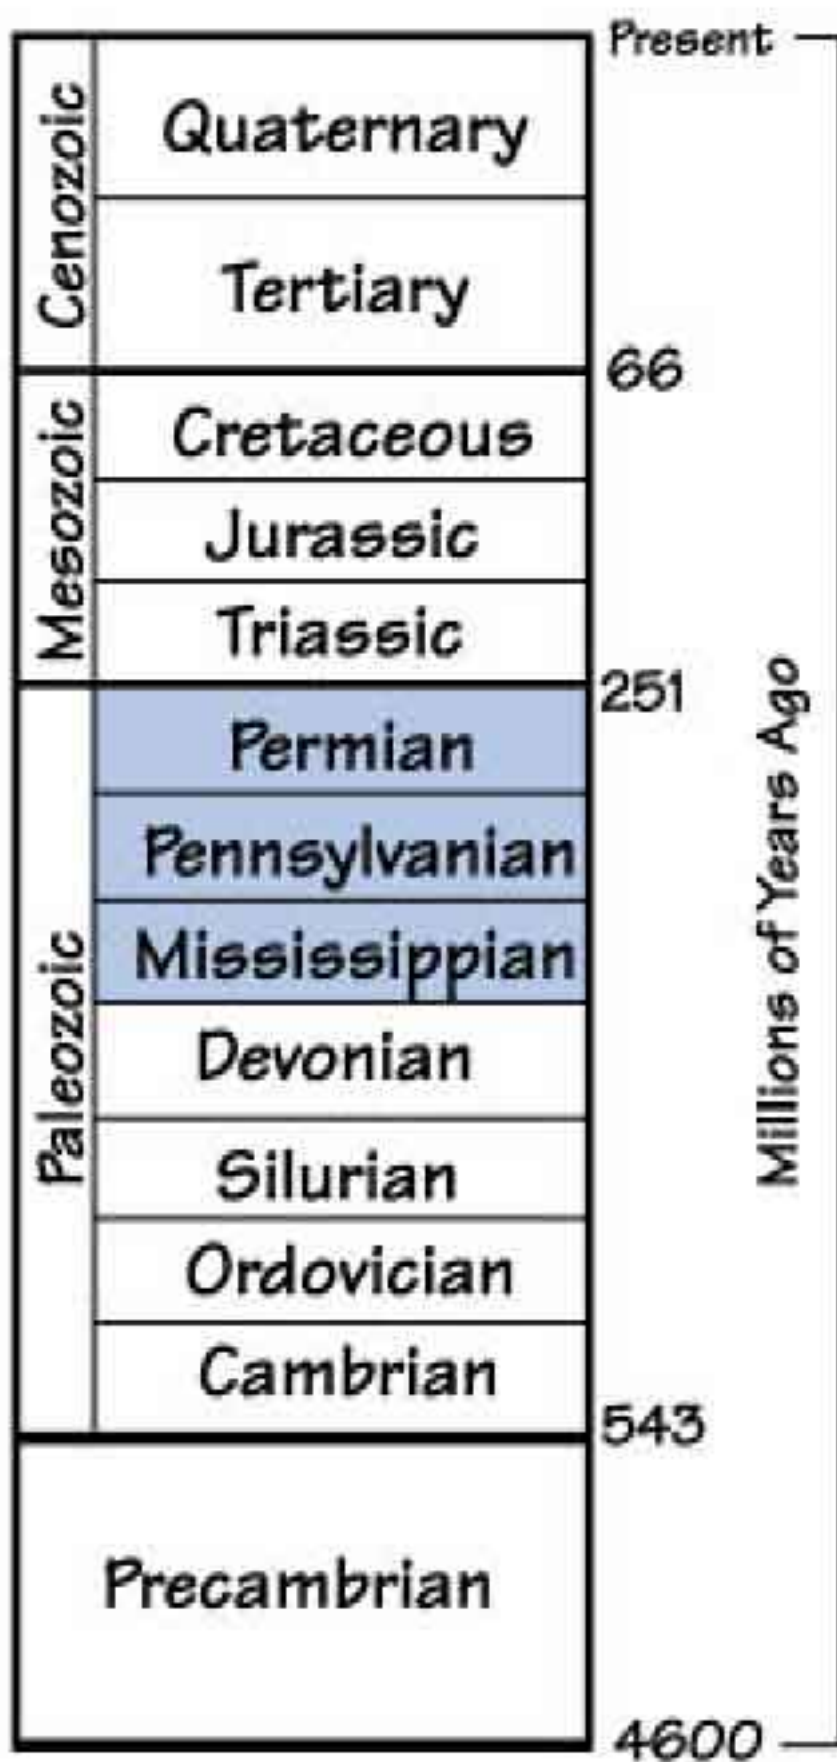 Present
Cenozoic
Quaternary
Tertiary
66
Mesozoic
Cretaceous
Jurassic
Triassic
251
Paleozoic
Permian
Pennsylvanian
Mississippian
Devonian
Silurian
Ordovician
Cambrian
543
Precambrian
4600
Millions of Years Ago